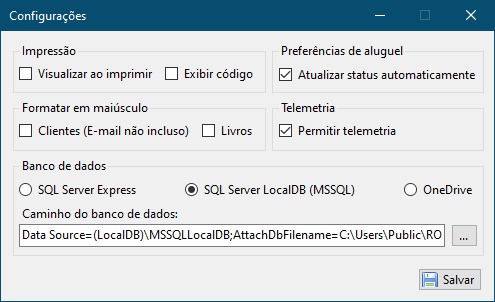 Configurações
Impressão
Visualizar ao imprimir Exibir código
Preferências de aluguel
Atualizar status automaticamente
Formatar em maiúsculo
Clientes (E-mail não incluso) Livros
Telemetria
Permitir telemetria
Banco de dados
SQL Server Express SQL Server LocalDB (MSSQL) OneDrive
Caminho do banco de dados:
Data Source=(LocalDB)\MSSQLLocalDB;AttachDbFilename=C:\Users\Public\RO ...
Salvar